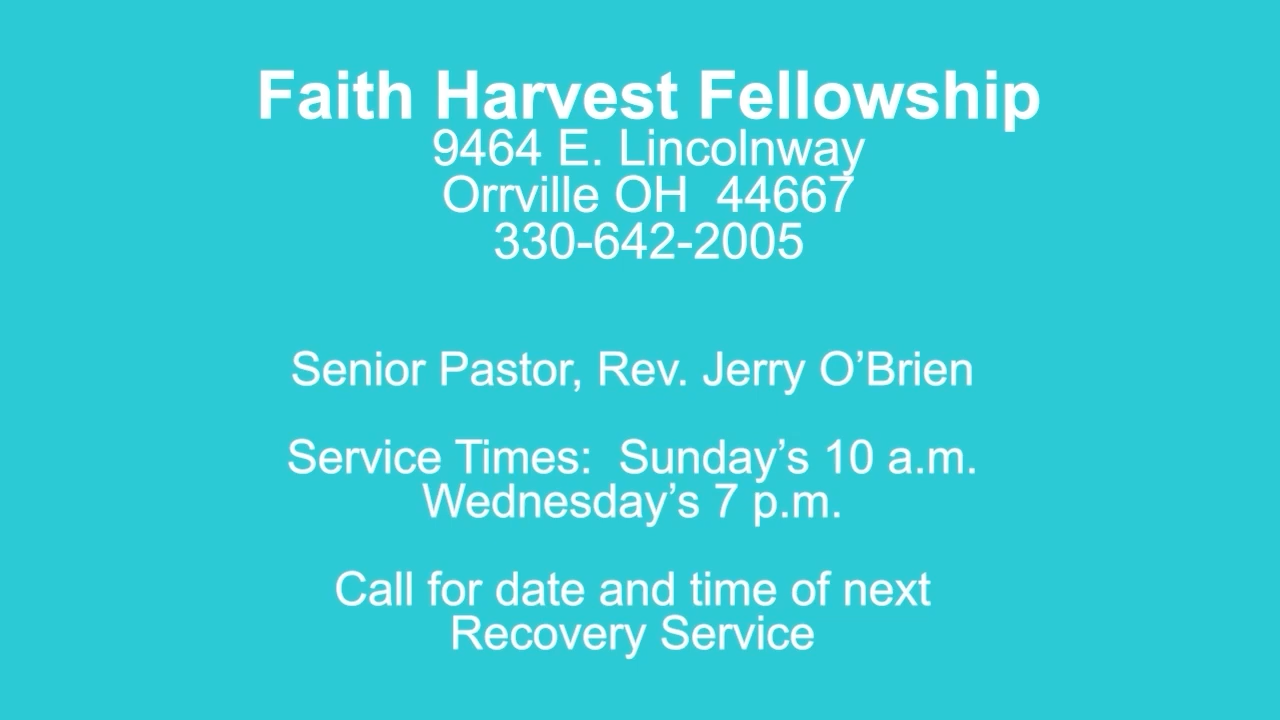 Faith Harvest Fellowship
9464 E. Lincolnway
Orrville OH  44667
330-642-2005
Senior Pastor, Rev. Jerry O’Brien
Service Times:  Sunday’s 10 a.m.
Wednesday’s 7 p.m.
Call for date and time of next
Recovery Service